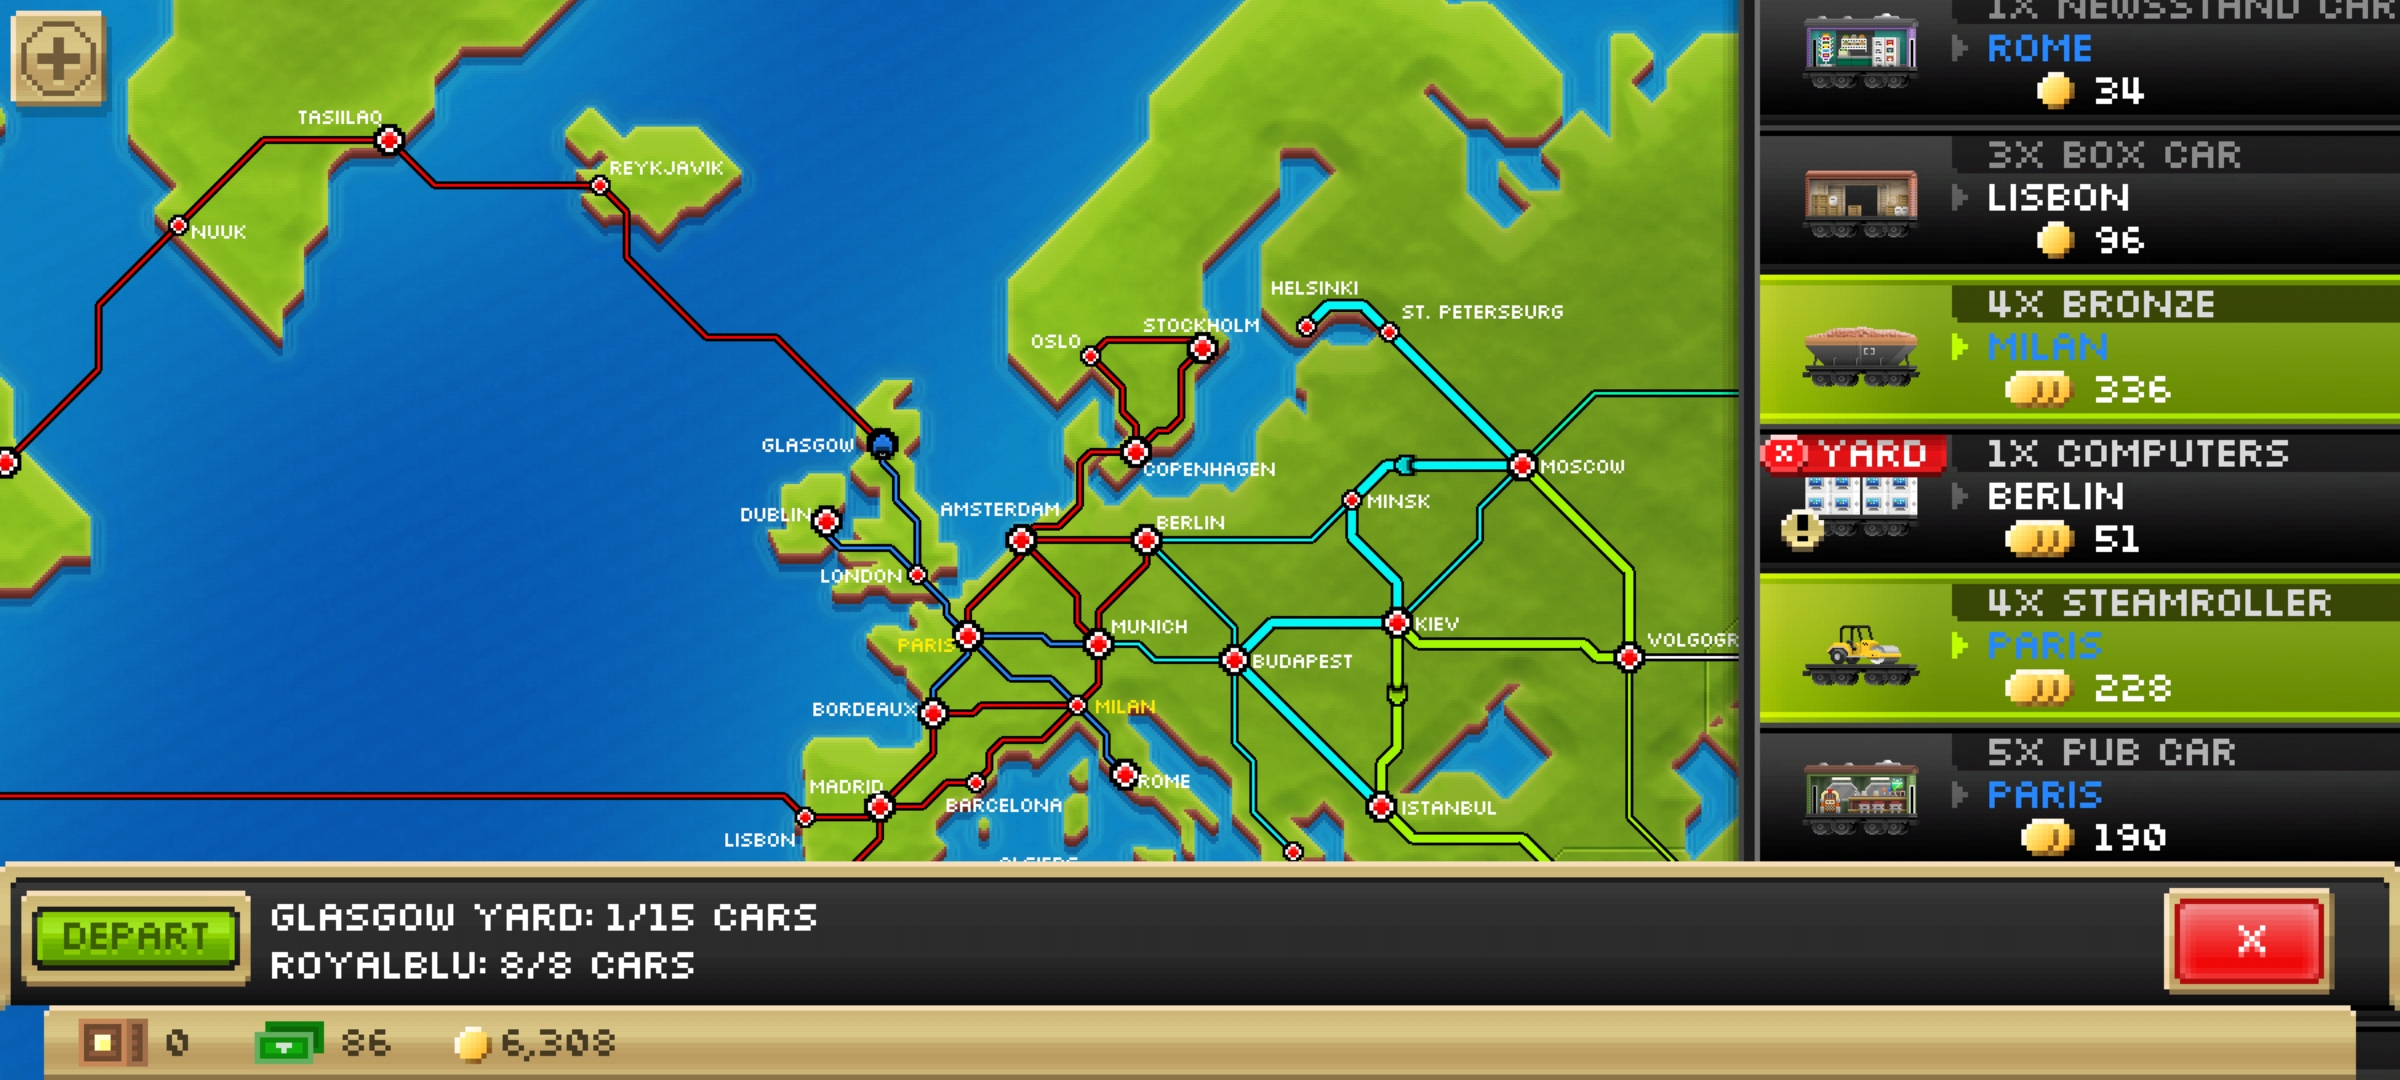 TASIILAQ
REYKJAVIK
NUUK
HELSINKI
ST. PETERSBURG
STOCKHOLM
OSLO
GLASGOW
COPENHAGEN
MOSCOW
MINSK
AMSTERDAM
DUBLIN
BERLIN
LONDON
MUNICH
KIEV
PARIS
BUDAPEST
VOLGOGR
BORDEAUX
MILAN
MADRID
ROME
BARCELONA
ISTANBUL
LISBON
1X NEWSSTAND CAR
ROME
34
3X BOX CAR
LISBON
96
4X BRONZE
MILAN
336
X YARD
1X COMPUTERS
BERLIN
51
4X STEAMROLLER
PARIS
228
5X PUB CAR
PARIS
190
DEPART
GLASGOW YARD: 1/15 CARS
ROYALBLU: 8/8 CARS
X
0
86
6,308